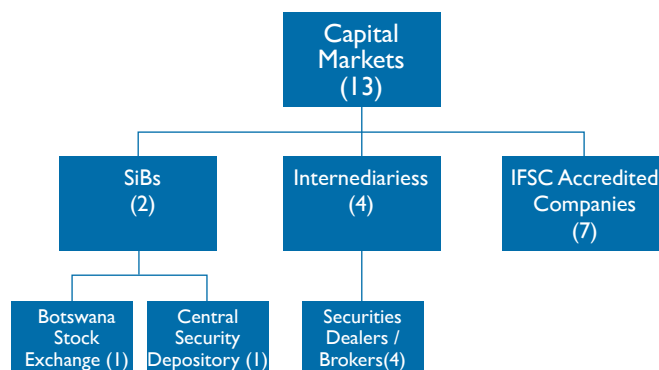 Capital
Markets
(13)
SiBs
(2)
Internediariess
(4)
IFSC Accredited
Companies
(7)
Botswana
Stock
Exchange (1)
Central
Security
Depository (1)
Securities
Dealers /
Brokers(4)